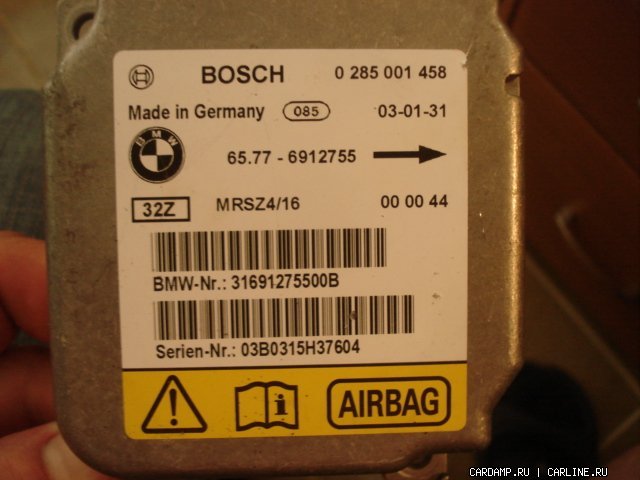 BOSCH 0 285 001 458
Made in Germany 085 03-01-31
BMW 65.77 - 6912755
32Z MRSZ4/16 00 00 44
BMW-Nr.: 31691275500B
Serien-Nr.: 03B0315H37604
AIRBAG
CARDAMP.RU | CARLINE.RU